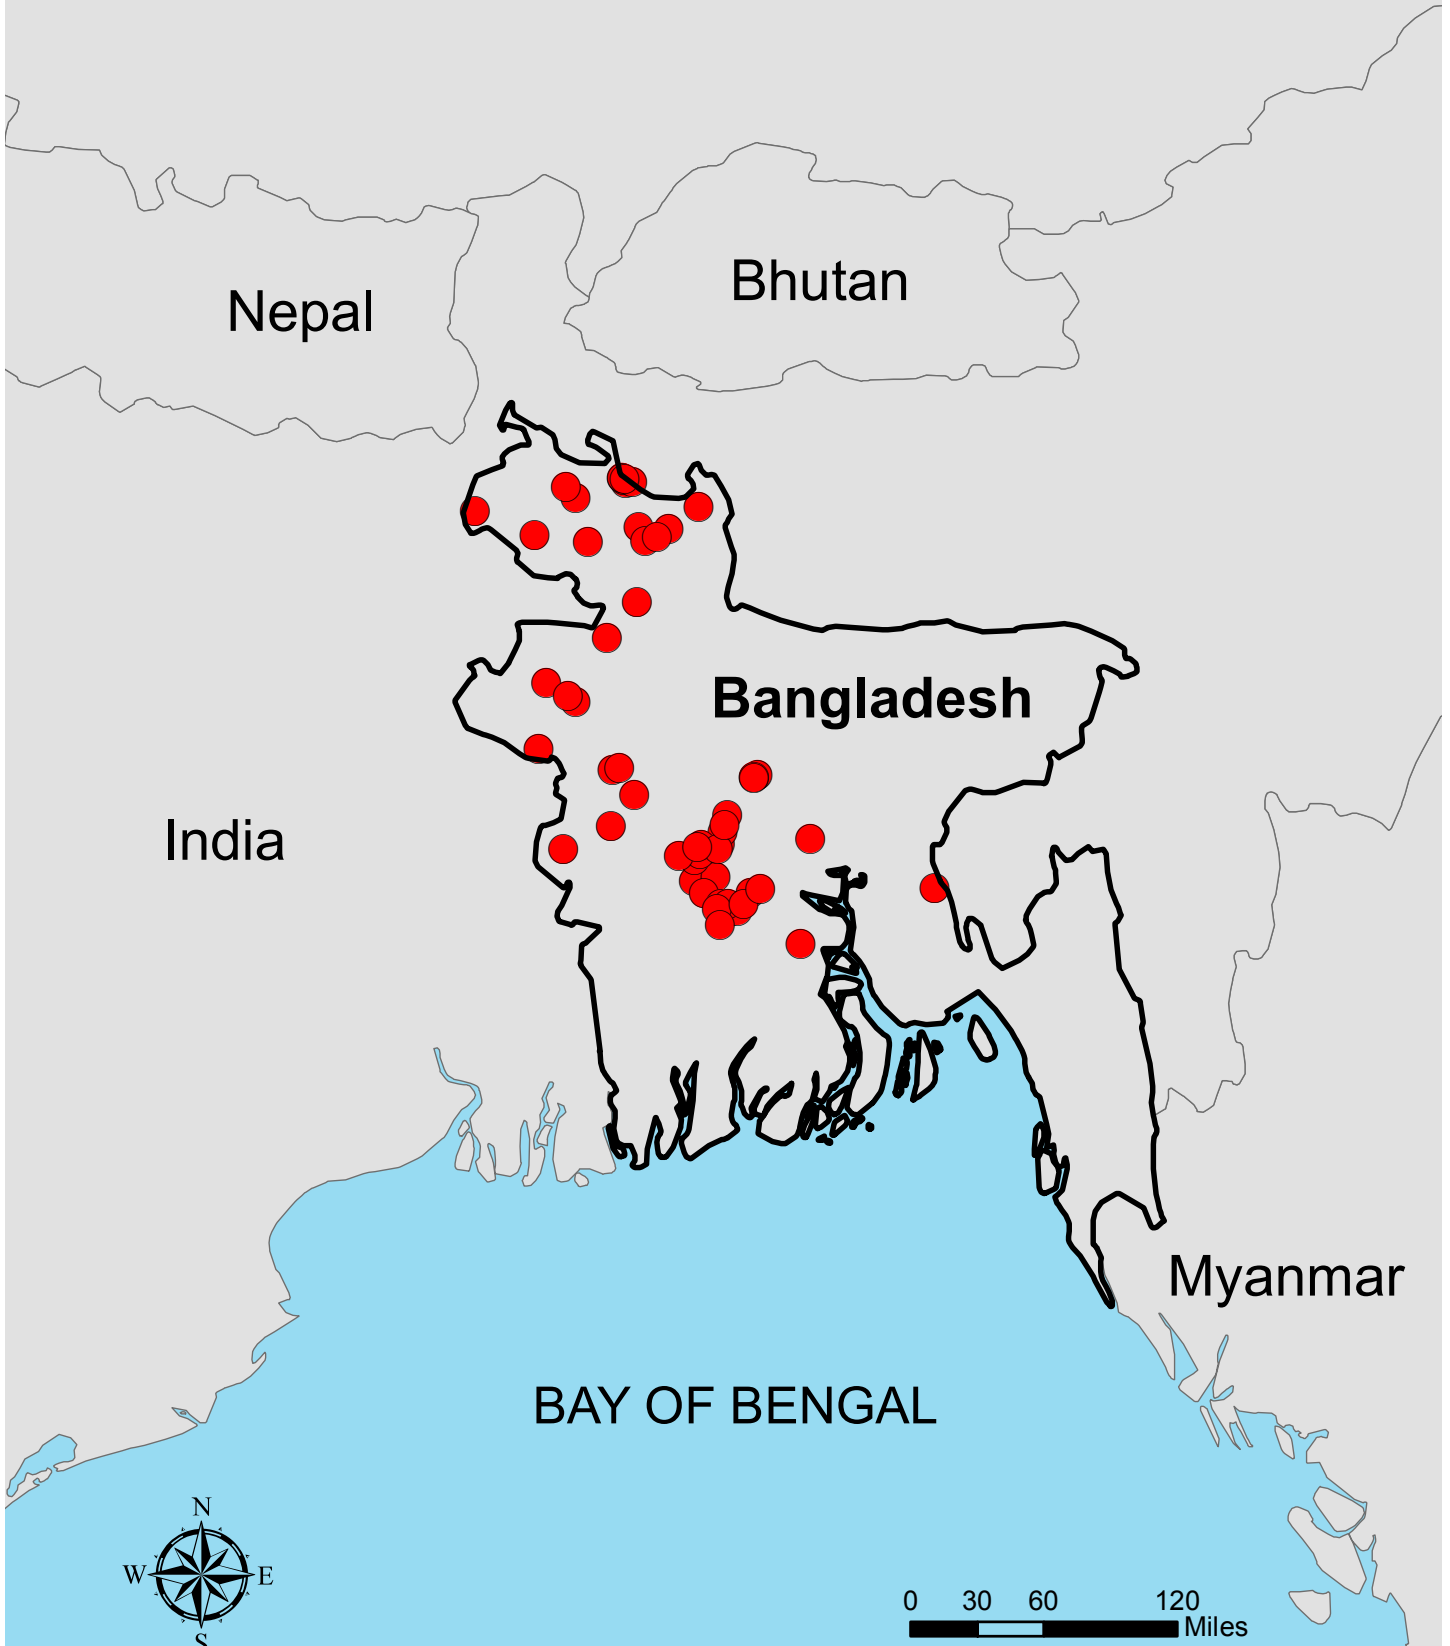 Bhutan
Nepal
Bangladesh
India
Myanmar
BAY OF BENGAL
N
W E
S
0 30 60 120
Miles